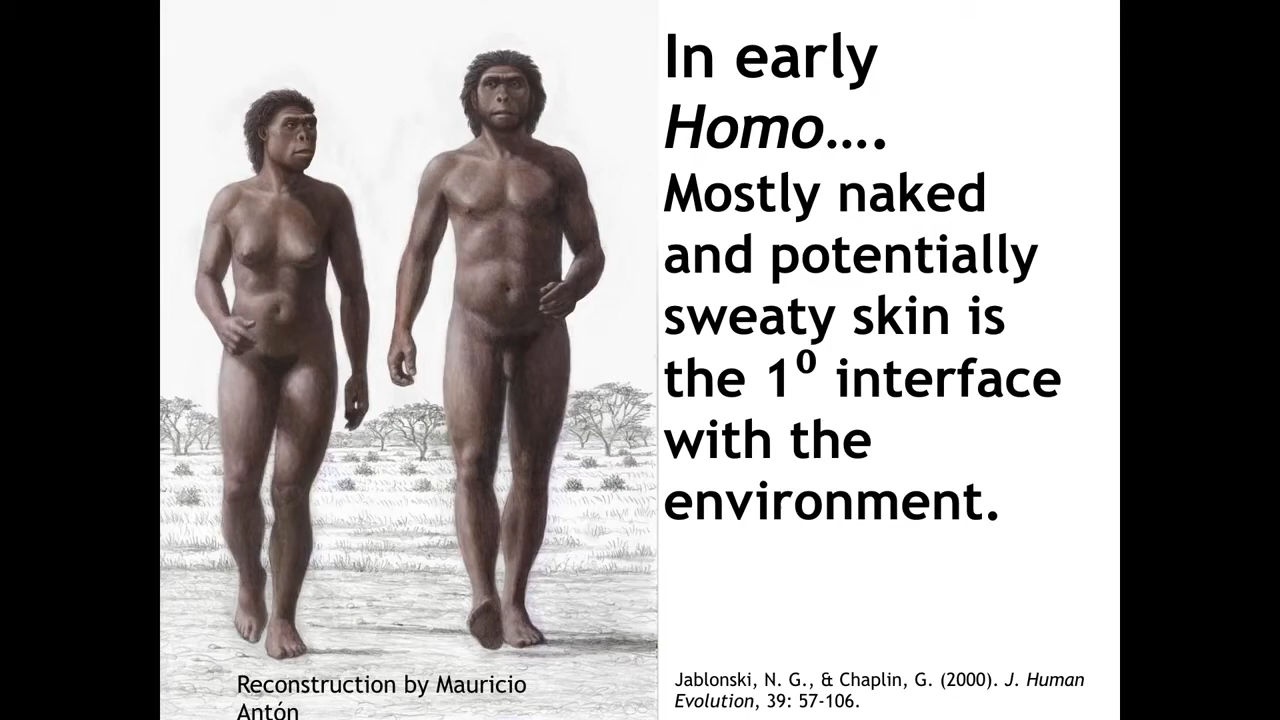 In early
Homo….
Mostly naked
and potentially
sweaty skin is
the 1⁰ interface
with the
environment.
Reconstruction by Mauricio
Antón
Jablonski, N. G., & Chaplin, G. (2000). J. Human
Evolution, 39: 57-106.